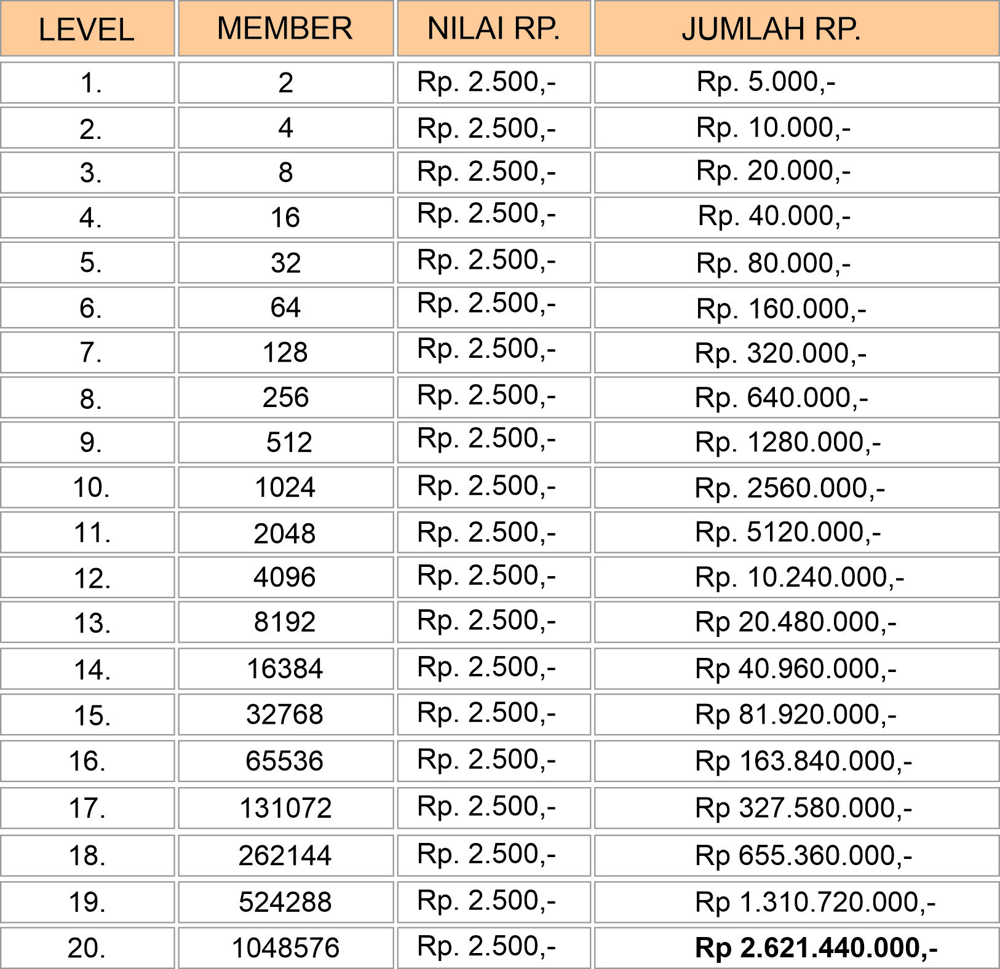 LEVEL MEMBER NILAI RP. JUMLAH RP.
1. 2 Rp. 2.500,- Rp. 5.000,-
2. 4 Rp. 2.500,- Rp. 10.000,-
3. 8 Rp. 2.500,- Rp. 20.000,-
4. 16 Rp. 2.500,- Rp. 40.000,-
5. 32 Rp. 2.500,- Rp. 80.000,-
6. 64 Rp. 2.500,- Rp. 160.000,-
7. 128 Rp. 2.500,- Rp. 320.000,-
8. 256 Rp. 2.500,- Rp. 640.000,-
9. 512 Rp. 2.500,- Rp. 1280.000,-
10. 1024 Rp. 2.500,- Rp. 2560.000,-
11. 2048 Rp. 2.500,- Rp. 5120.000,-
12. 4096 Rp. 2.500,- Rp. 10.240.000,-
13. 8192 Rp. 2.500,- Rp 20.480.000,-
14. 16384 Rp. 2.500,- Rp 40.960.000,-
15. 32768 Rp. 2.500,- Rp 81.920.000,-
16. 65536 Rp. 2.500,- Rp 163.840.000,-
17. 131072 Rp. 2.500,- Rp 327.580.000,-
18. 262144 Rp. 2.500,- Rp 655.360.000,-
19. 524288 Rp. 2.500,- Rp 1.310.720.000,-
20. 1048576 Rp. 2.500,- Rp 2.621.440.000,-